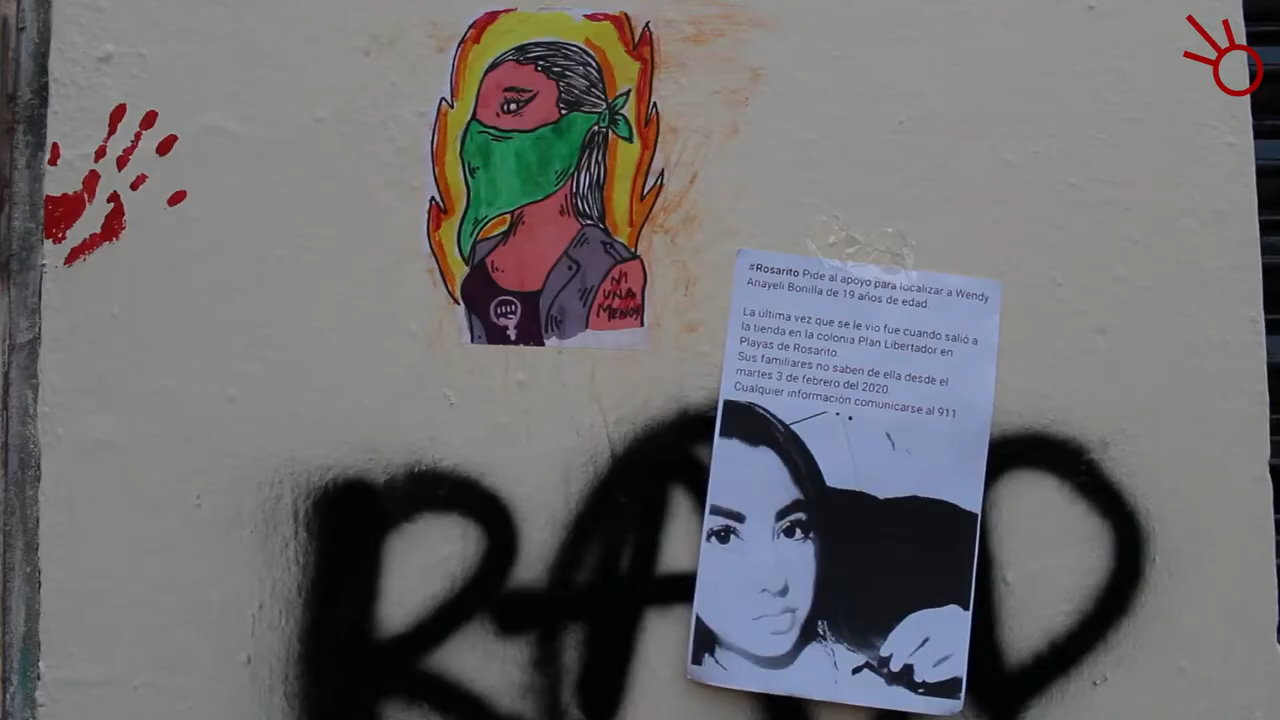 NI
UNA
MENOS
#Rosarito Pide al apoyo para localizar a Wendy
Anayeli Bonilla de 19 años de edad.
La última vez que se le vio fue cuando salió a
la tienda en la colonia Plan Libertador en
Playas de Rosarito.
Sus familiares no saben de ella desde el
martes 3 de febrero del 2020.
Cualquier información comunicarse al 911